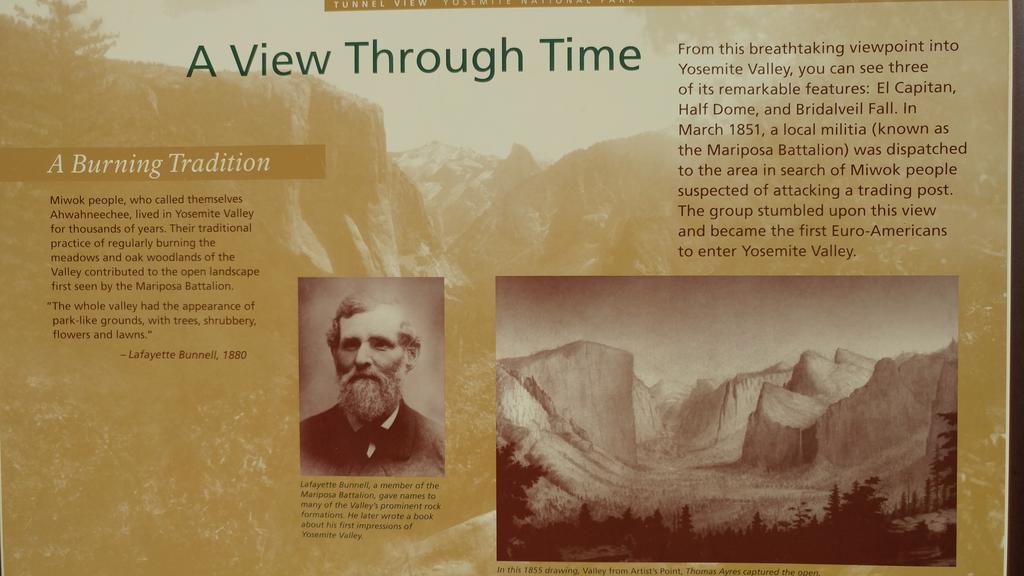 TUNNEL VIEW YOSEMITE NATIONAL PARK
A View Through Time
From this breathtaking viewpoint into
Yosemite Valley, you can see three
of its remarkable features: El Capitan,
Half Dome, and Bridalveil Fall. In
March 1851, a local militia (known as
the Mariposa Battalion) was dispatched
to the area in search of Miwok people
suspected of attacking a trading post.
The group stumbled upon this view
and became the first Euro-Americans
to enter Yosemite Valley.
A Burning Tradition
Miwok people, who called themselves
Ahwahneechee, lived in Yosemite Valley
for thousands of years. Their traditional
practice of regularly burning the
meadows and oak woodlands of the
Valley contributed to the open landscape
first seen by the Mariposa Battalion.
"The whole valley had the appearance of
park-like grounds, with trees, shrubbery,
flowers and lawns."
– Lafayette Bunnell, 1880
Lafayette Bunnell, a member of the
Mariposa Battalion, gave names to
many of the Valley's prominent rock
formations. He later wrote a book
about his first impressions of
Yosemite Valley.
In this 1855 drawing, Valley from Artist's Point, Thomas Ayres captured the open,